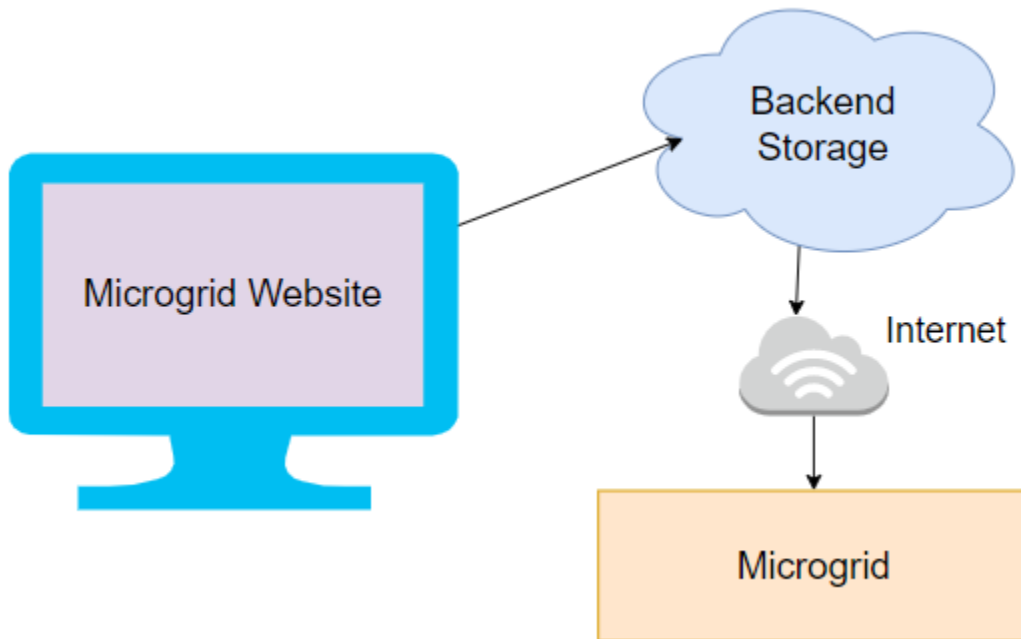 Backend
Storage
Microgrid Website
Internet
Microgrid